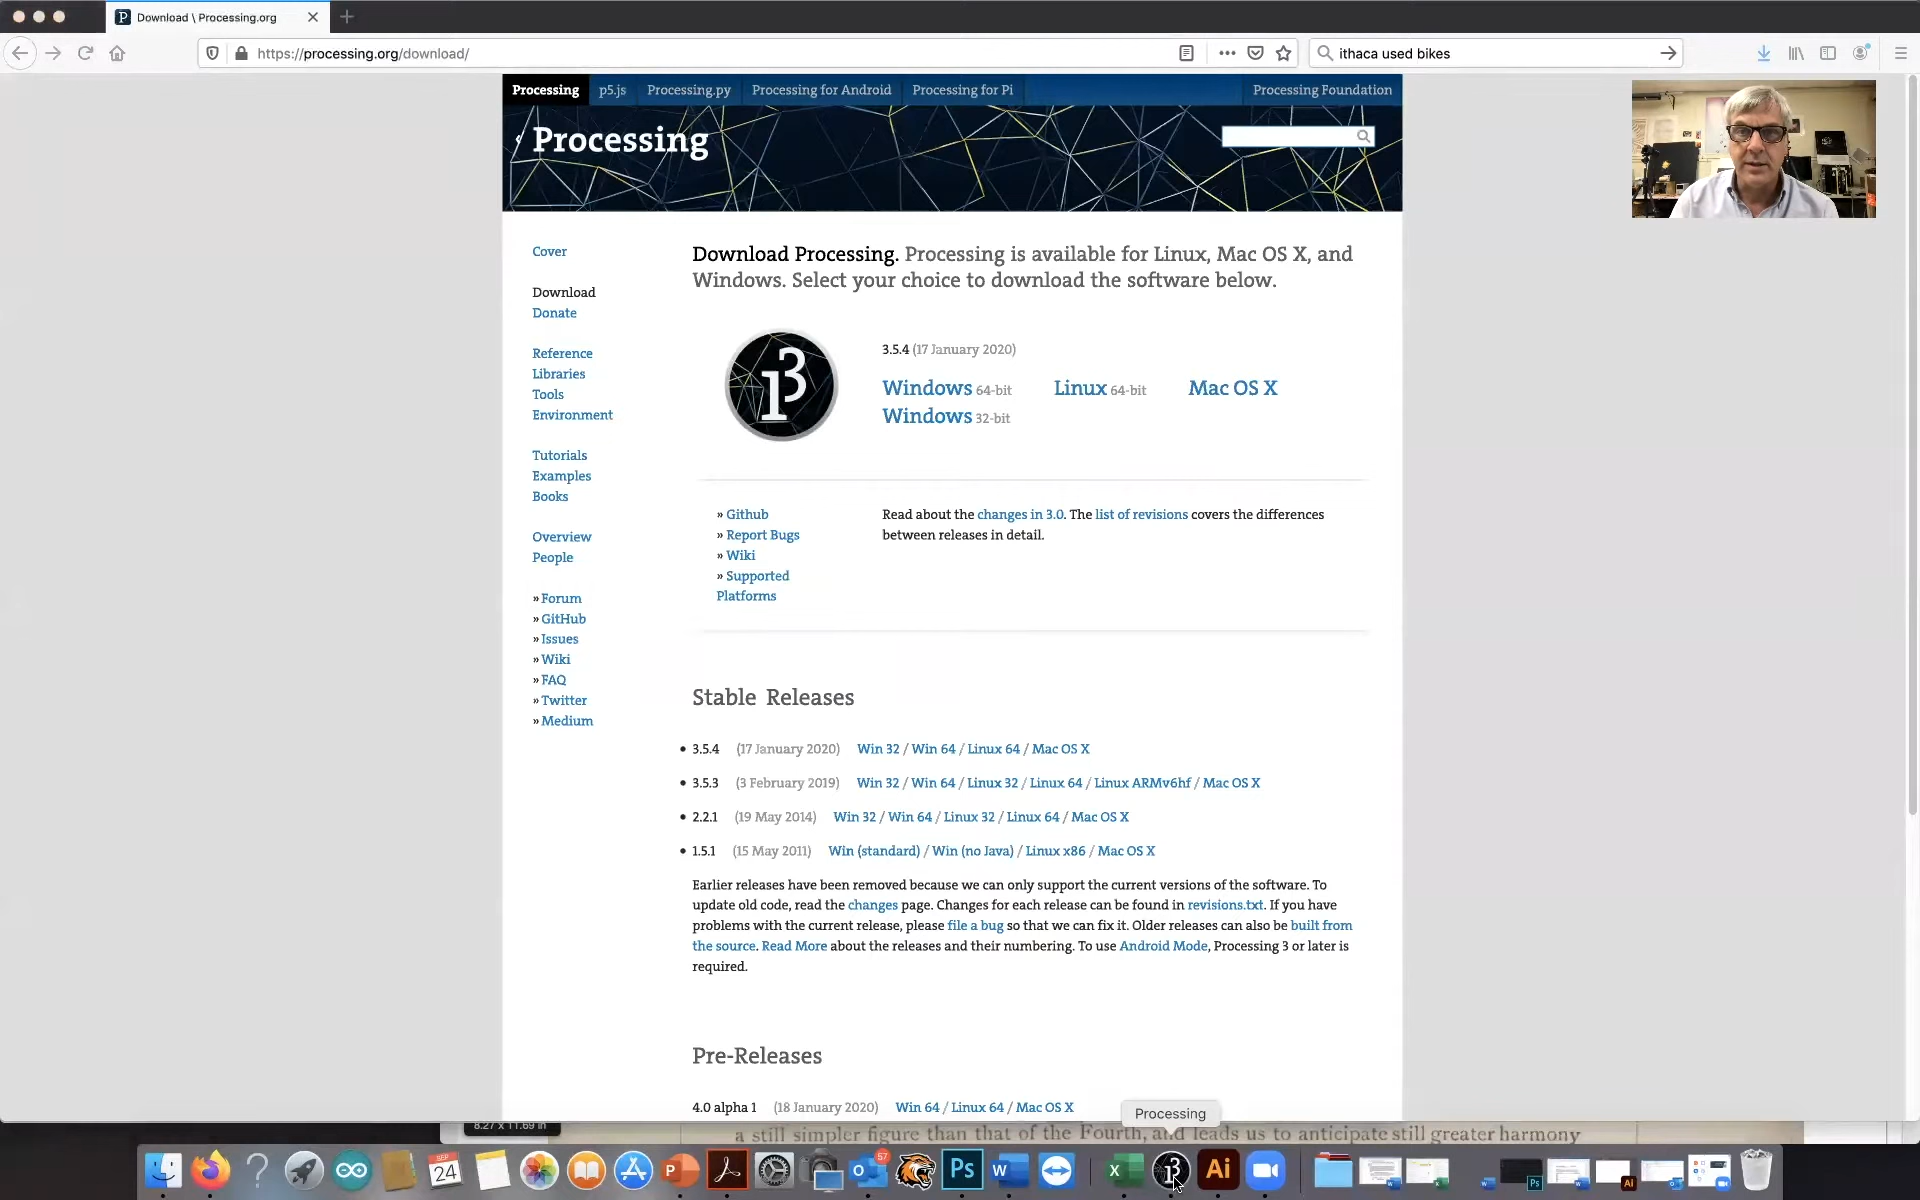 Download \ Processing.org
https://processing.org/download/
ithaca used bikes
Processing p5.js Processing.py Processing for Android Processing for Pi Processing Foundation
Processing
Cover
Download
Donate
Reference
Libraries
Tools
Environment
Tutorials
Examples
Books
Overview
People
» Forum
» GitHub
» Issues
» Wiki
» FAQ
» Twitter
» Medium
Download Processing. Processing is available for Linux, Mac OS X, and
Windows. Select your choice to download the software below.
3
3.5.4 (17 January 2020)
Windows 64-bit Linux 64-bit Mac OS X
Windows 32-bit
» Github
» Report Bugs
» Wiki
» Supported
Platforms
Read about the changes in 3.0. The list of revisions covers the differences
between releases in detail.
Stable Releases
• 3.5.4 (17 January 2020) Win 32 / Win 64 / Linux 64 / Mac OS X
• 3.5.3 (3 February 2019) Win 32 / Win 64 / Linux 32 / Linux 64 / Linux ARMv6hf / Mac OS X
• 2.2.1 (19 May 2014) Win 32 / Win 64 / Linux 32 / Linux 64 / Mac OS X
• 1.5.1 (15 May 2011) Win (standard) / Win (no Java) / Linux x86 / Mac OS X
Earlier releases have been removed because we can only support the current versions of the software. To
update old code, read the changes page. Changes for each release can be found in revisions.txt. If you have
problems with the current release, please file a bug so that we can fix it. Older releases can also be built from
the source. Read More about the releases and their numbering. To use Android Mode, Processing 3 or later is
required.
Pre-Releases
4.0 alpha 1 (18 January 2020) Win 64 / Linux 64 / Mac OS X
Processing
8.27 x 11.69 in
a still simpler figure than that of the Fourth, and leads us to anticipate still greater harmony
SEP
24
57
Ps
W
X
Ai